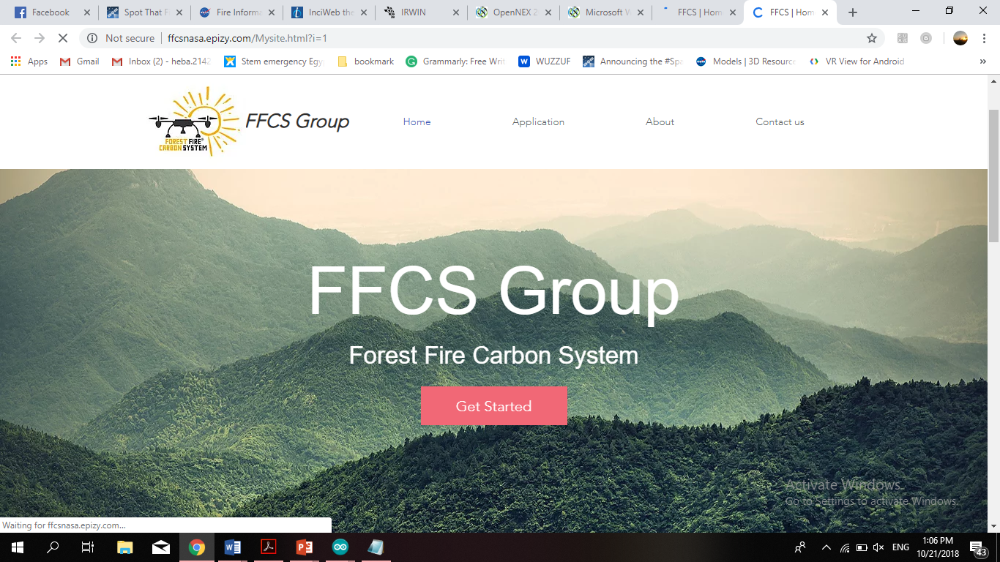 Facebook
Spot That F
Fire Informa
InciWeb the
IRWIN
OpenNEX 2
Microsoft W
FFCS | Hom
FFCS | Hom
Not secure
ffcsnasa.epizy.com/Mysite.html?i=1
Apps
Gmail
Inbox (2) - heba.2142
Stem emergency Egy
bookmark
Grammarly: Free Writ
WUZZUF
Announcing the #Spa
Models | 3D Resource
VR View for Android
»
FOREST FIRE
CARBON SYSTEM
FFCS Group
Home
Application
About
Contact us
FFCS Group
Forest Fire Carbon System
Get Started
Activate Windows
Go to Settings to activate Windows.
Waiting for ffcsnasa.epizy.com...
ENG
1:06 PM
10/21/2018
43